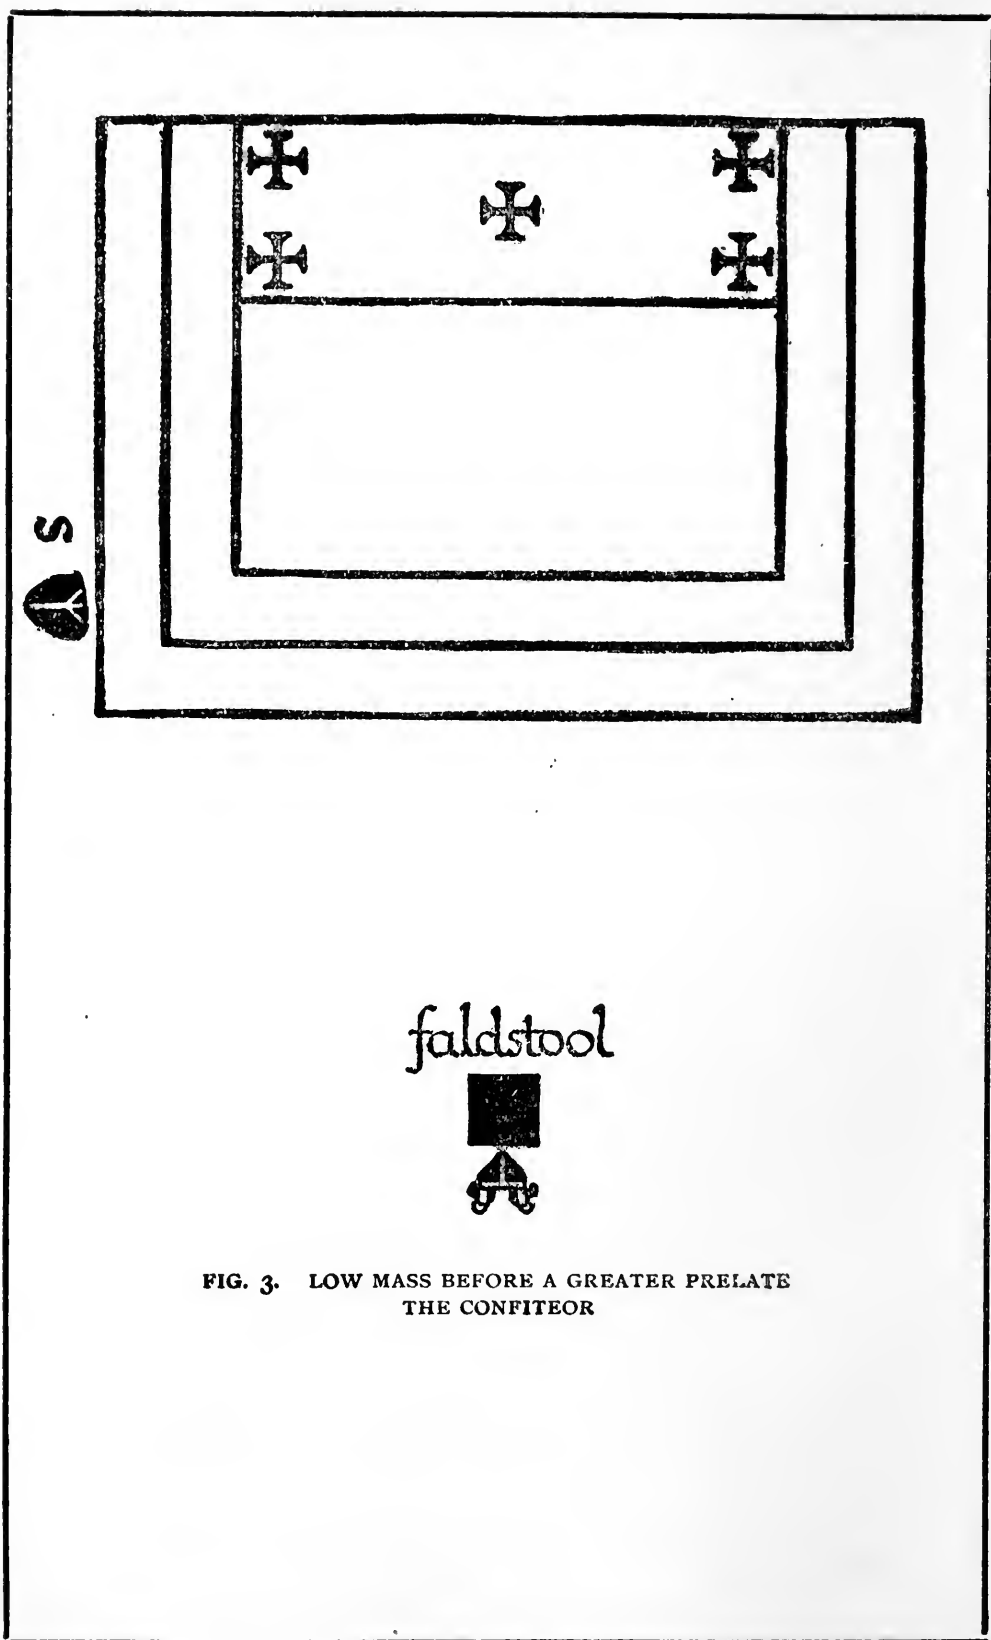 S
faldstool
FIG. 3. LOW MASS BEFORE A GREATER PRELATE
THE CONFITEOR